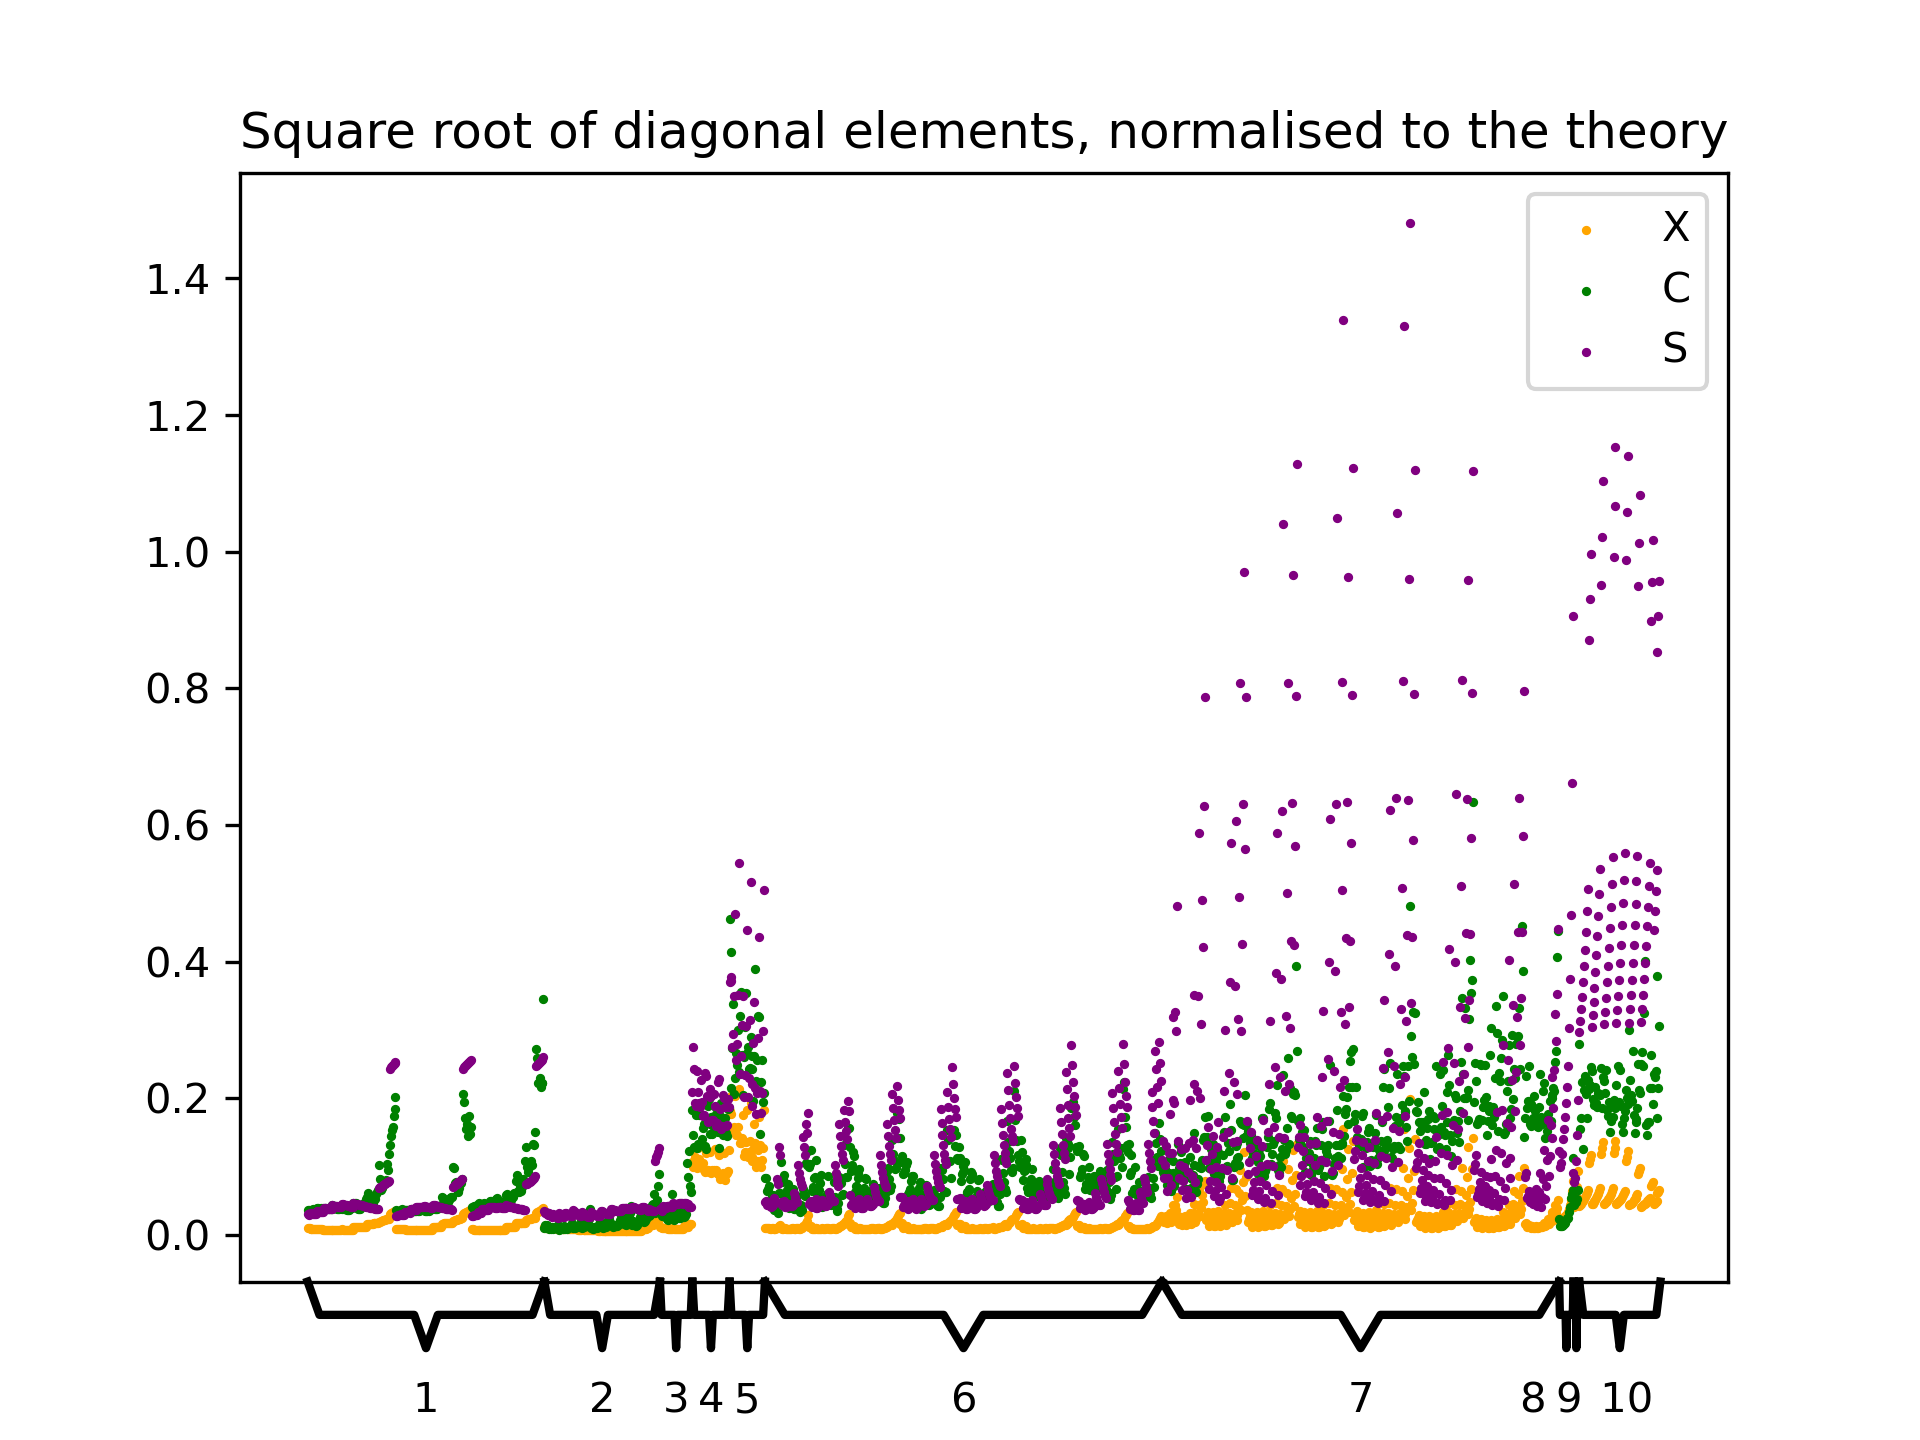 Square root of diagonal elements, normalised to the theory
X
C
S
1.4
1.2
1.0
0.8
0.6
0.4
0.2
0.0
1 2 3 4 5 6 7 8 9 10